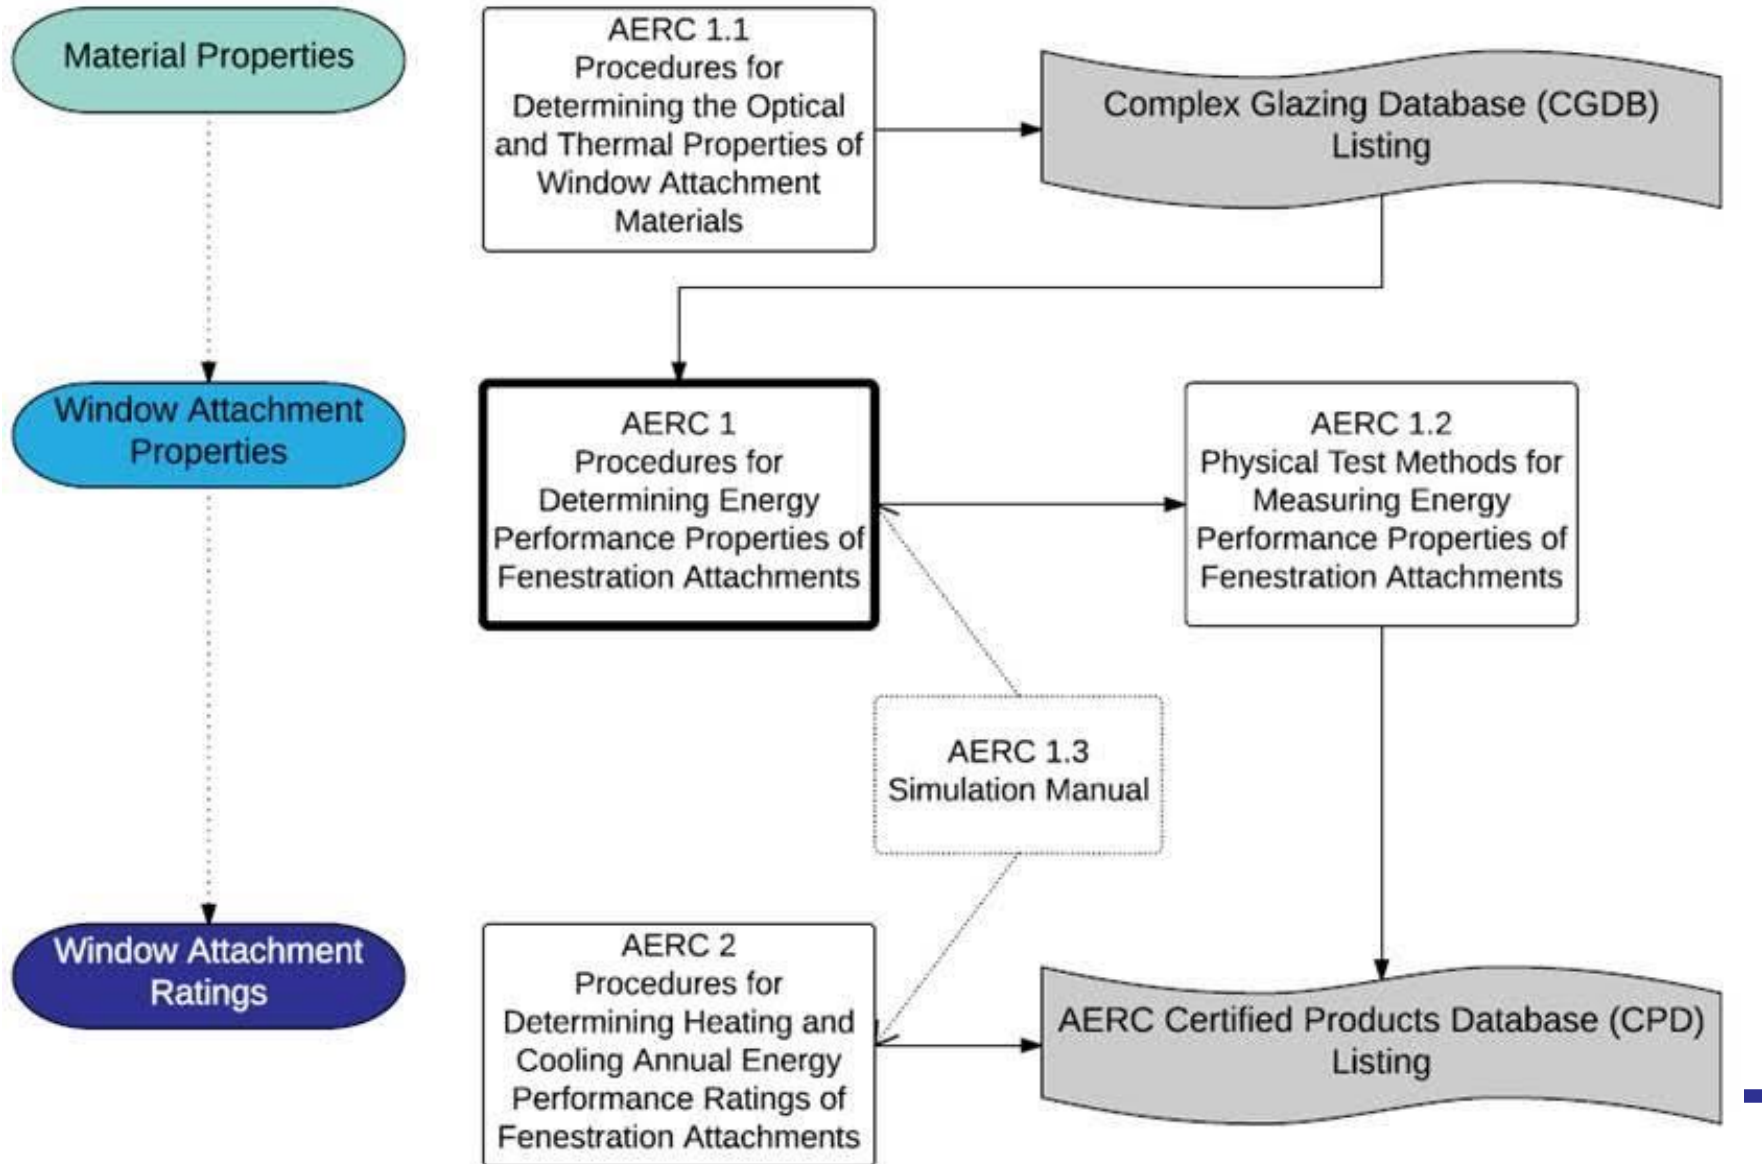 Material Properties
AERC 1.1
Procedures for
Determining the Optical
and Thermal Properties of
Window Attachment
Materials
Complex Glazing Database (CGDB)
Listing
Window Attachment
Properties
AERC 1
Procedures for
Determining Energy
Performance Properties of
Fenestration Attachments
AERC 1.2
Physical Test Methods for
Measuring Energy
Performance Properties of
Fenestration Attachments
AERC 1.3
Simulation Manual
Window Attachment
Ratings
AERC 2
Procedures for
Determining Heating and
Cooling Annual Energy
Performance Ratings of
Fenestration Attachments
AERC Certified Products Database (CPD)
Listing